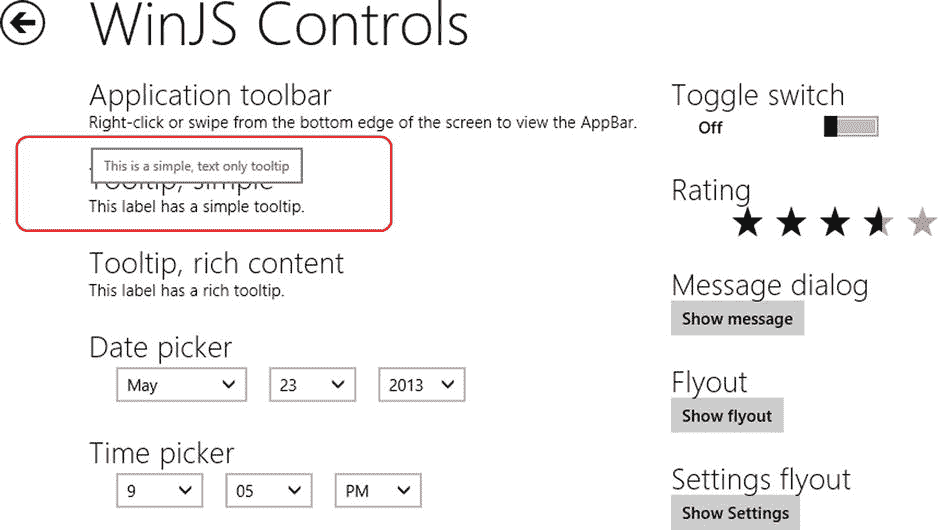 WinJS Controls
Application toolbar
Right-click or swipe from the bottom edge of the screen to view the AppBar.
This is a simple, text only tooltip
Tooltip, simple
This label has a simple tooltip.
Tooltip, rich content
This label has a rich tooltip.
Date picker
May 23 2013
Time picker
9 05 PM
Toggle switch
Off
Rating
Message dialog
Show message
Flyout
Show flyout
Settings flyout
Show Settings